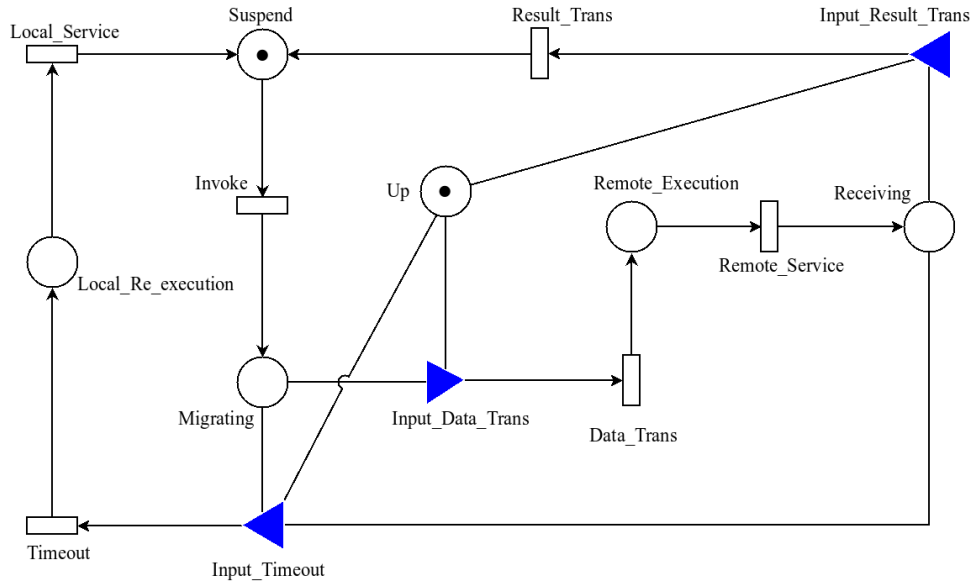 Suspend
Result_Trans
Input_Result_Trans
Local_Service
Invoke
Up
Remote_Execution
Receiving
Remote_Service
Local_Re_execution
Migrating
Input_Data_Trans
Data_Trans
Timeout
Input_Timeout